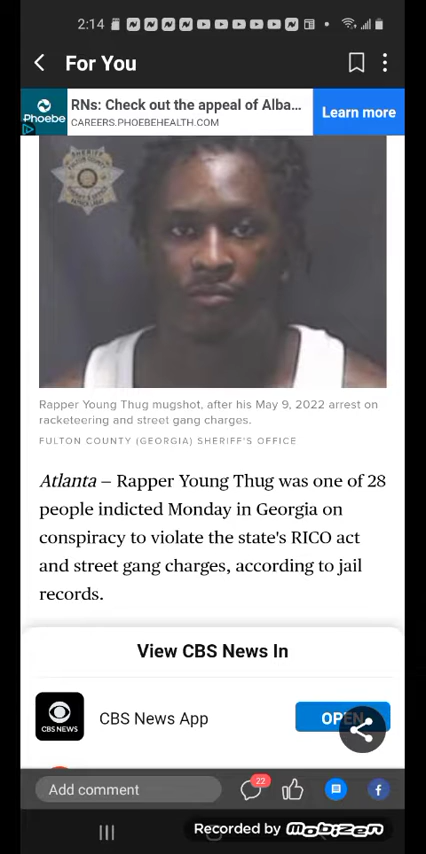 2:14
For You
RNs: Check out the appeal of Alba...
Phoebe
CAREERS.PHOEBEHEALTH.COM
Learn more
Rapper Young Thug mugshot, after his May 9, 2022 arrest on
racketeering and street gang charges.
FULTON COUNTY (GEORGIA) SHERIFF'S OFFICE
Atlanta — Rapper Young Thug was one of 28
people indicted Monday in Georgia on
conspiracy to violate the state's RICO act
and street gang charges, according to jail
records.
View CBS News In
CBS NEWS
CBS News App
OPEN
Add comment
22
Recorded by Mobizen